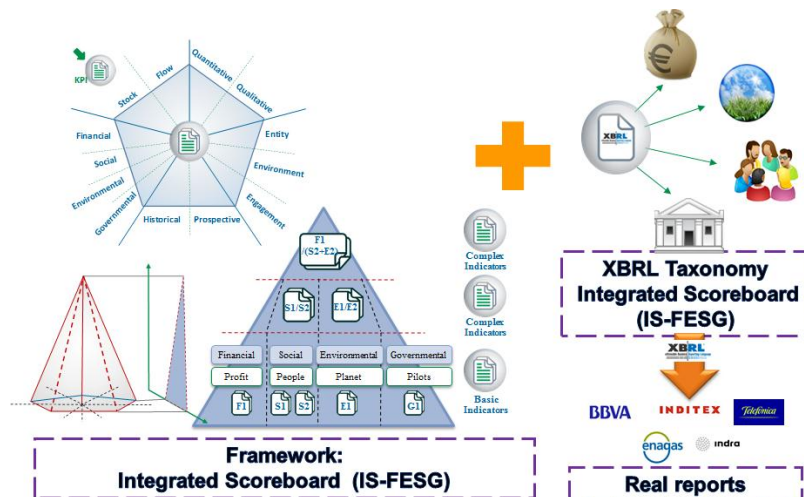 KPI
Stock
Flow
Quantitative
Qualitative
Financial
Social
Environmental
Governmental
Historical
Prospective
Entity
Environment
Engagement
F1
/(S2+E2)
S1/S2
E1/E2
Financial
Social
Environmental
Governmental
Profit
People
Planet
Pilots
F1
S1
S2
E1
G1
Complex
Indicators
Complex
Indicators
Basic
Indicators
Framework:
Integrated Scoreboard (IS-FESG)
XBRL
XBRL Taxonomy
Integrated Scoreboard
(IS-FESG)
XBRL
BBVA
INDITEX
Telefónica
enagas
indra
Real reports